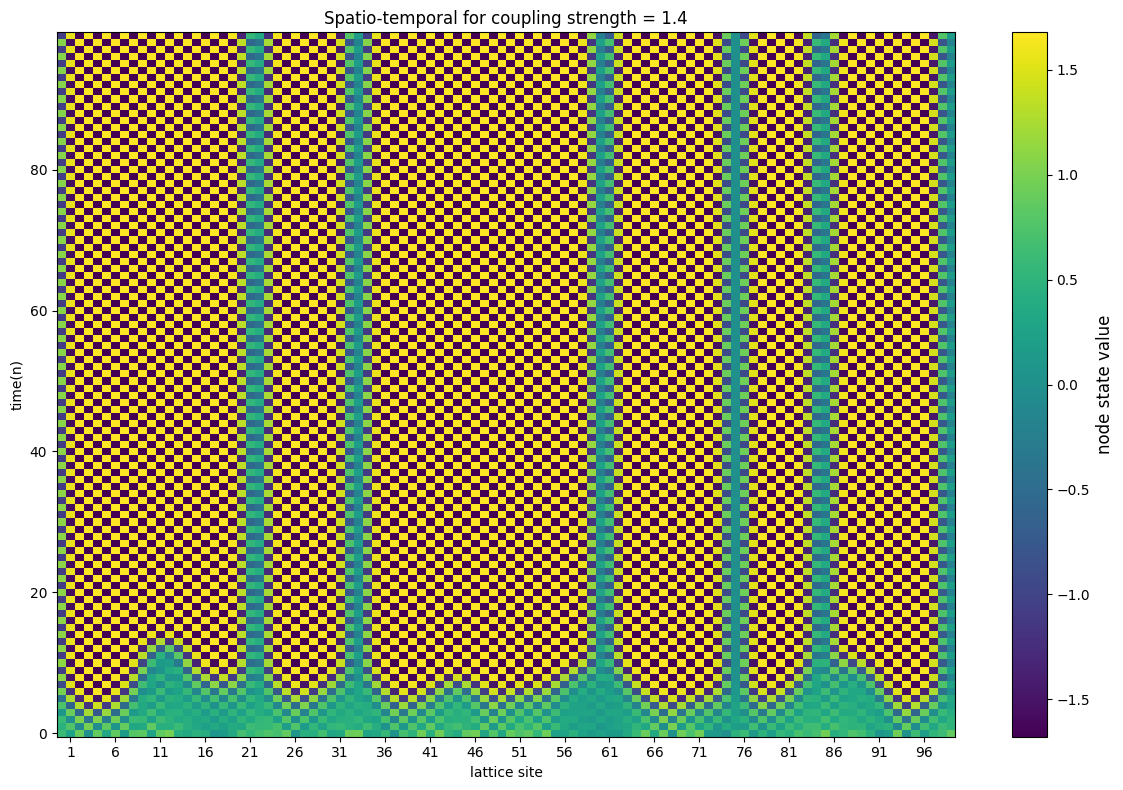 Spatio-temporal for coupling strength = 1.4
time(n)
80
60
40
20
0
1 6 11 16 21 26 31 36 41 46 51 56 61 66 71 76 81 86 91 96
lattice site
1.5
1.0
0.5
0.0
−0.5
−1.0
−1.5
node state value